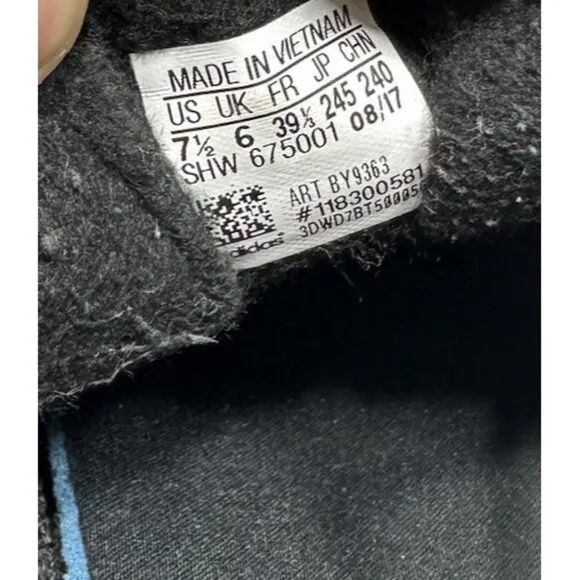 MADE IN VIETNAM
US UK FR JP CHN
7½ 6 39⅓ 245 240
SHW 675001 08/17
ART BY9363
#118300581
3DWD7BT50005
adidas